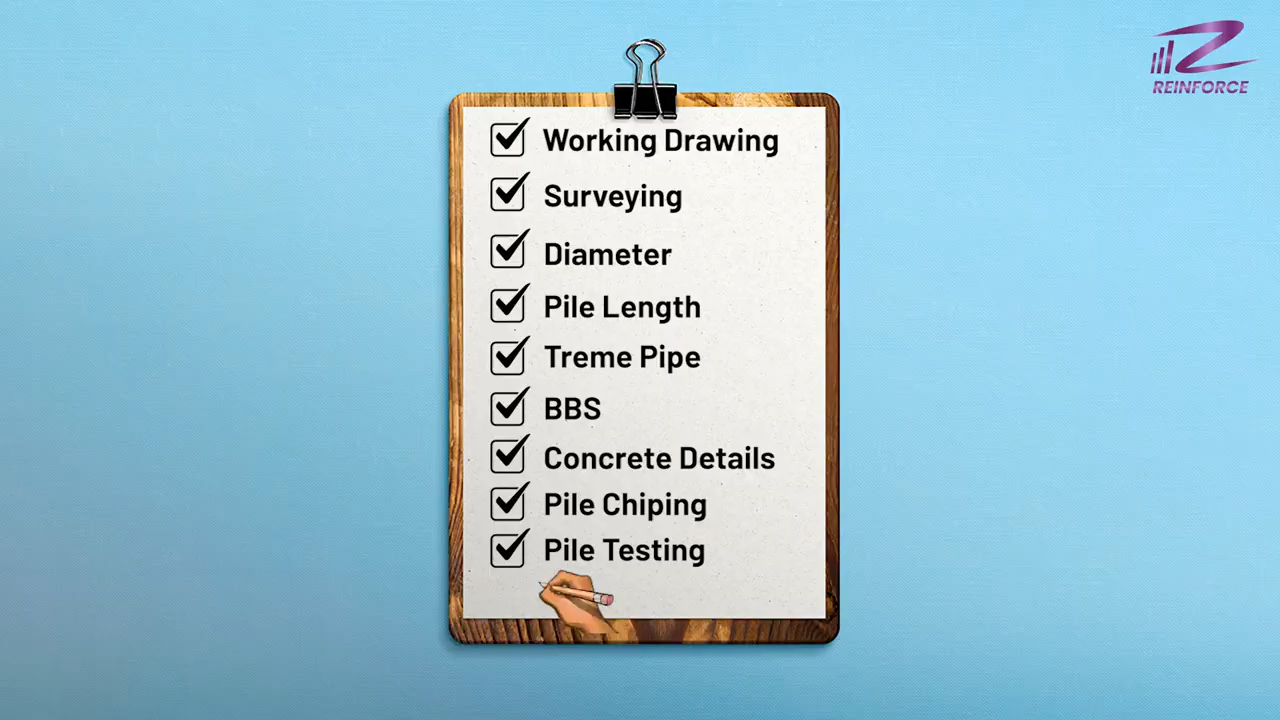 REINFORCE
Working Drawing
Surveying
Diameter
Pile Length
Treme Pipe
BBS
Concrete Details
Pile Chiping
Pile Testing